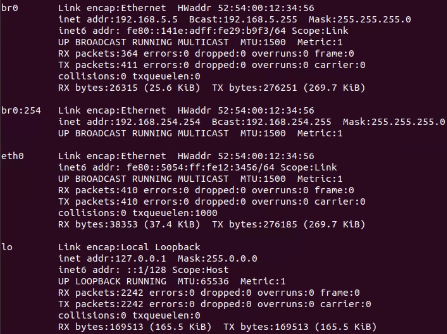 br0 Link encap:Ethernet HWaddr 52:54:00:12:34:56
inet addr:192.168.5.5 Bcast:192.168.5.255 Mask:255.255.255.0
inet6 addr: fe80::141e:adff:fe29:b9f3/64 Scope:Link
UP BROADCAST RUNNING MULTICAST MTU:1500 Metric:1
RX packets:364 errors:0 dropped:0 overruns:0 frame:0
TX packets:411 errors:0 dropped:0 overruns:0 carrier:0
collisions:0 txqueuelen:0
RX bytes:26315 (25.6 KiB) TX bytes:276251 (269.7 KiB)
br0:254 Link encap:Ethernet HWaddr 52:54:00:12:34:56
inet addr:192.168.254.254 Bcast:192.168.254.255 Mask:255.255.255.0
UP BROADCAST RUNNING MULTICAST MTU:1500 Metric:1
eth0 Link encap:Ethernet HWaddr 52:54:00:12:34:56
inet6 addr: fe80::5054:ff:fe12:3456/64 Scope:Link
UP BROADCAST RUNNING MULTICAST MTU:1500 Metric:1
RX packets:410 errors:0 dropped:0 overruns:0 frame:0
TX packets:410 errors:0 dropped:0 overruns:0 carrier:0
collisions:0 txqueuelen:1000
RX bytes:38353 (37.4 KiB) TX bytes:276185 (269.7 KiB)
lo Link encap:Local Loopback
inet addr:127.0.0.1 Mask:255.0.0.0
inet6 addr: ::1/128 Scope:Host
UP LOOPBACK RUNNING MTU:65536 Metric:1
RX packets:2242 errors:0 dropped:0 overruns:0 frame:0
TX packets:2242 errors:0 dropped:0 overruns:0 carrier:0
collisions:0 txqueuelen:0
RX bytes:169513 (165.5 KiB) TX bytes:169513 (165.5 KiB)